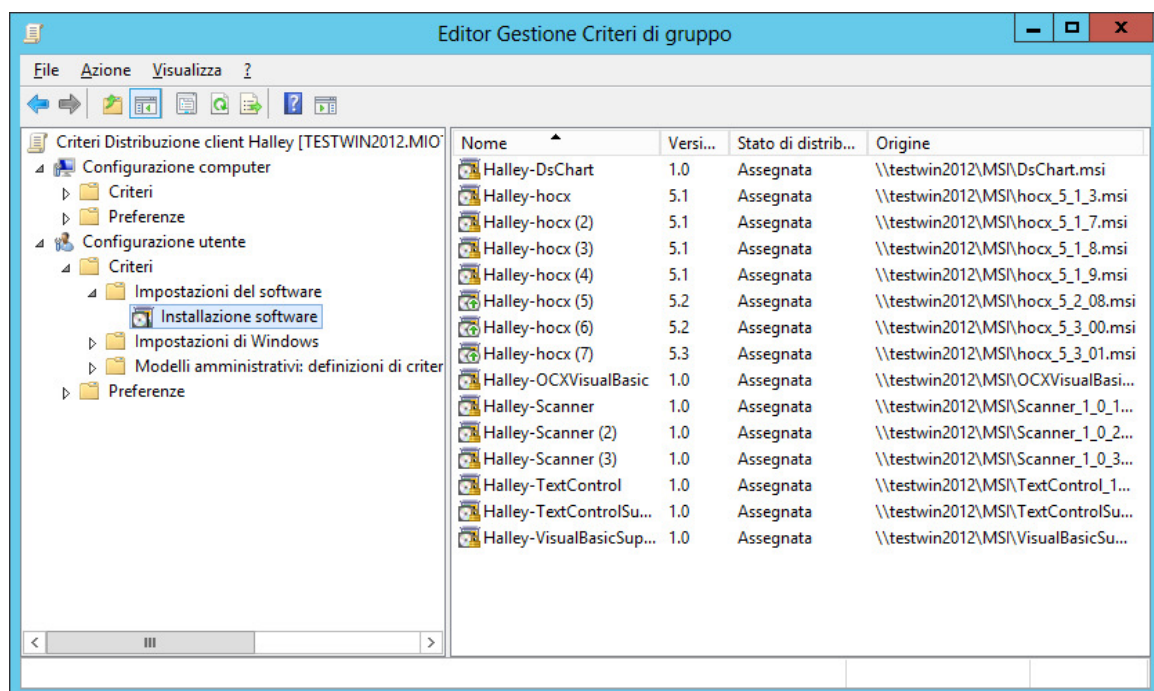 Editor Gestione Criteri di gruppo
File Azione Visualizza ?
Criteri Distribuzione client Halley [TESTWIN2012.MIO
Configurazione computer
Criteri
Preferenze
Configurazione utente
Criteri
Impostazioni del software
Installazione software
Impostazioni di Windows
Modelli amministrativi: definizioni di criter
Preferenze
Nome Versi... Stato di distrib... Origine
Halley-DsChart 1.0 Assegnata \\testwin2012\MSI\DsChart.msi
Halley-hocx 5.1 Assegnata \\testwin2012\MSI\hocx_5_1_3.msi
Halley-hocx (2) 5.1 Assegnata \\testwin2012\MSI\hocx_5_1_7.msi
Halley-hocx (3) 5.1 Assegnata \\testwin2012\MSI\hocx_5_1_8.msi
Halley-hocx (4) 5.1 Assegnata \\testwin2012\MSI\hocx_5_1_9.msi
Halley-hocx (5) 5.2 Assegnata \\testwin2012\MSI\hocx_5_2_08.msi
Halley-hocx (6) 5.2 Assegnata \\testwin2012\MSI\hocx_5_3_00.msi
Halley-hocx (7) 5.3 Assegnata \\testwin2012\MSI\hocx_5_3_01.msi
Halley-OCXVisualBasic 1.0 Assegnata \\testwin2012\MSI\OCXVisualBasi...
Halley-Scanner 1.0 Assegnata \\testwin2012\MSI\Scanner_1_0_1...
Halley-Scanner (2) 1.0 Assegnata \\testwin2012\MSI\Scanner_1_0_2...
Halley-Scanner (3) 1.0 Assegnata \\testwin2012\MSI\Scanner_1_0_3...
Halley-TextControl 1.0 Assegnata \\testwin2012\MSI\TextControl_1...
Halley-TextControlSu... 1.0 Assegnata \\testwin2012\MSI\TextControlSu...
Halley-VisualBasicSup... 1.0 Assegnata \\testwin2012\MSI\VisualBasicSu...